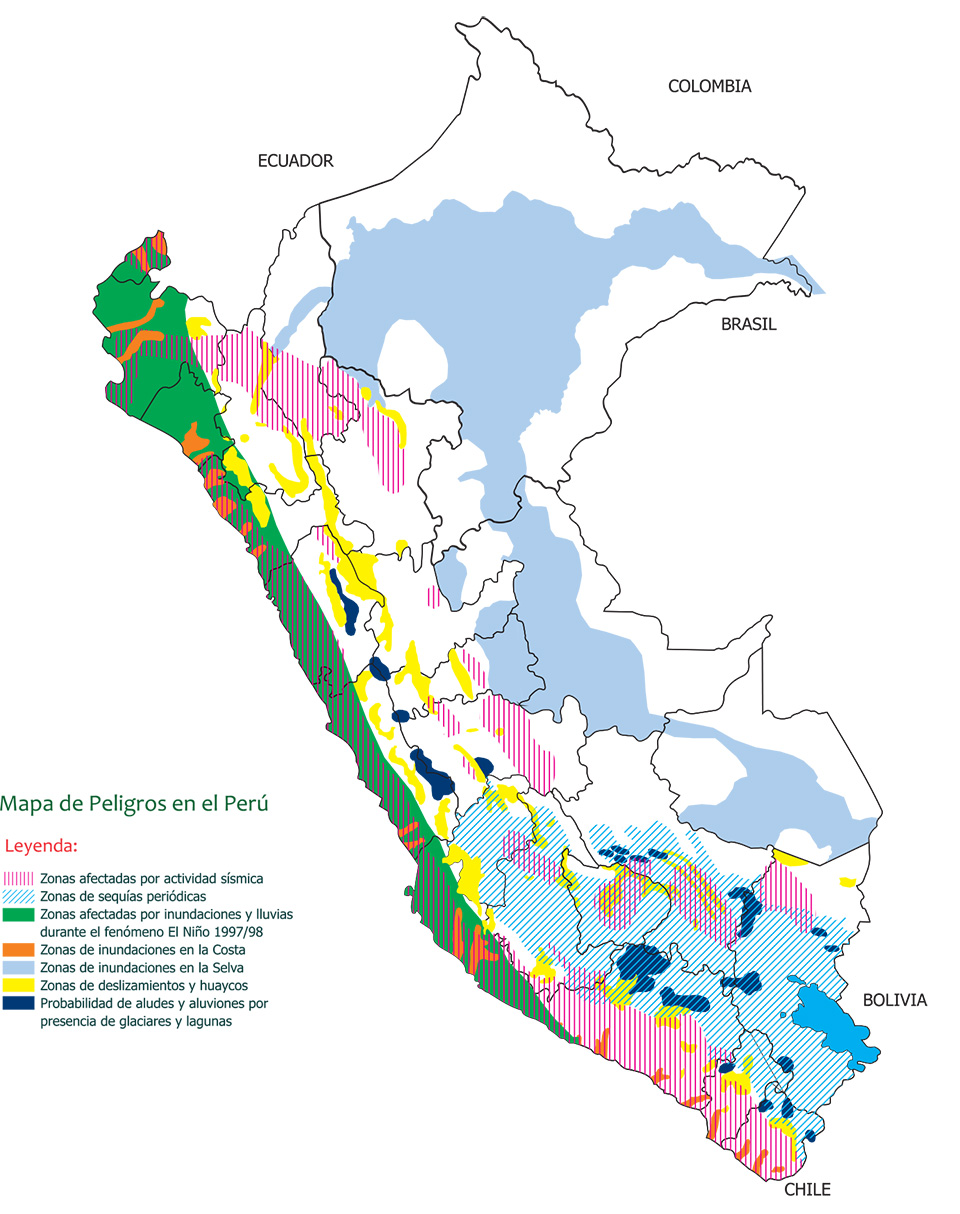 COLOMBIA
ECUADOR
BRASIL
Mapa de Peligros en el Perú
Leyenda:
Zonas afectadas por actividad sísmica
Zonas de sequías periódicas
Zonas afectadas por inundaciones y lluvias
durante el fenómeno El Niño 1997/98
Zonas de inundaciones en la Costa
Zonas de inundaciones en la Selva
Zonas de deslizamientos y huaycos
Probabilidad de aludes y aluviones por
presencia de glaciares y lagunas
BOLIVIA
CHILE